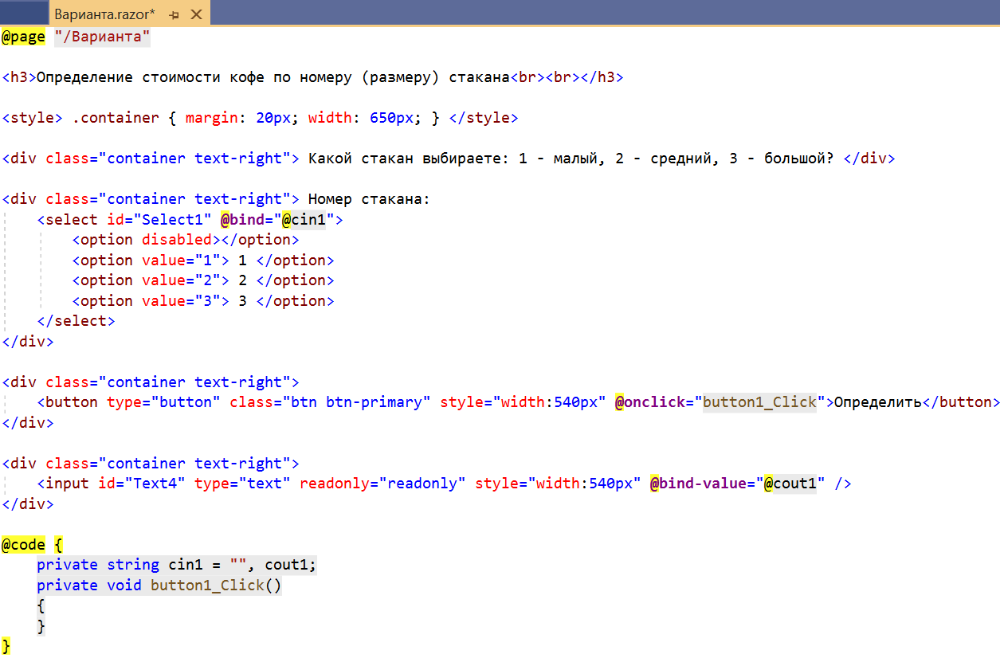 Варианта.razor*
@page "/Варианта"
<h3>Определение стоимости кофе по номеру (размеру) стакана<br><br></h3>
<style> .container { margin: 20px; width: 650px; } </style>
<div class="container text-right"> Какой стакан выбираете: 1 - малый, 2 - средний, 3 - большой? </div>
<div class="container text-right"> Номер стакана:
    <select id="Select1" @bind="@cin1">
        <option disabled></option>
        <option value="1"> 1 </option>
        <option value="2"> 2 </option>
        <option value="3"> 3 </option>
    </select>
</div>
<div class="container text-right">
    <button type="button" class="btn btn-primary" style="width:540px" @onclick="button1_Click">Определить</button>
</div>
<div class="container text-right">
    <input id="Text4" type="text" readonly="readonly" style="width:540px" @bind-value="@cout1" />
</div>
@code {
    private string cin1 = "", cout1;
    private void button1_Click()
    {
    }
}